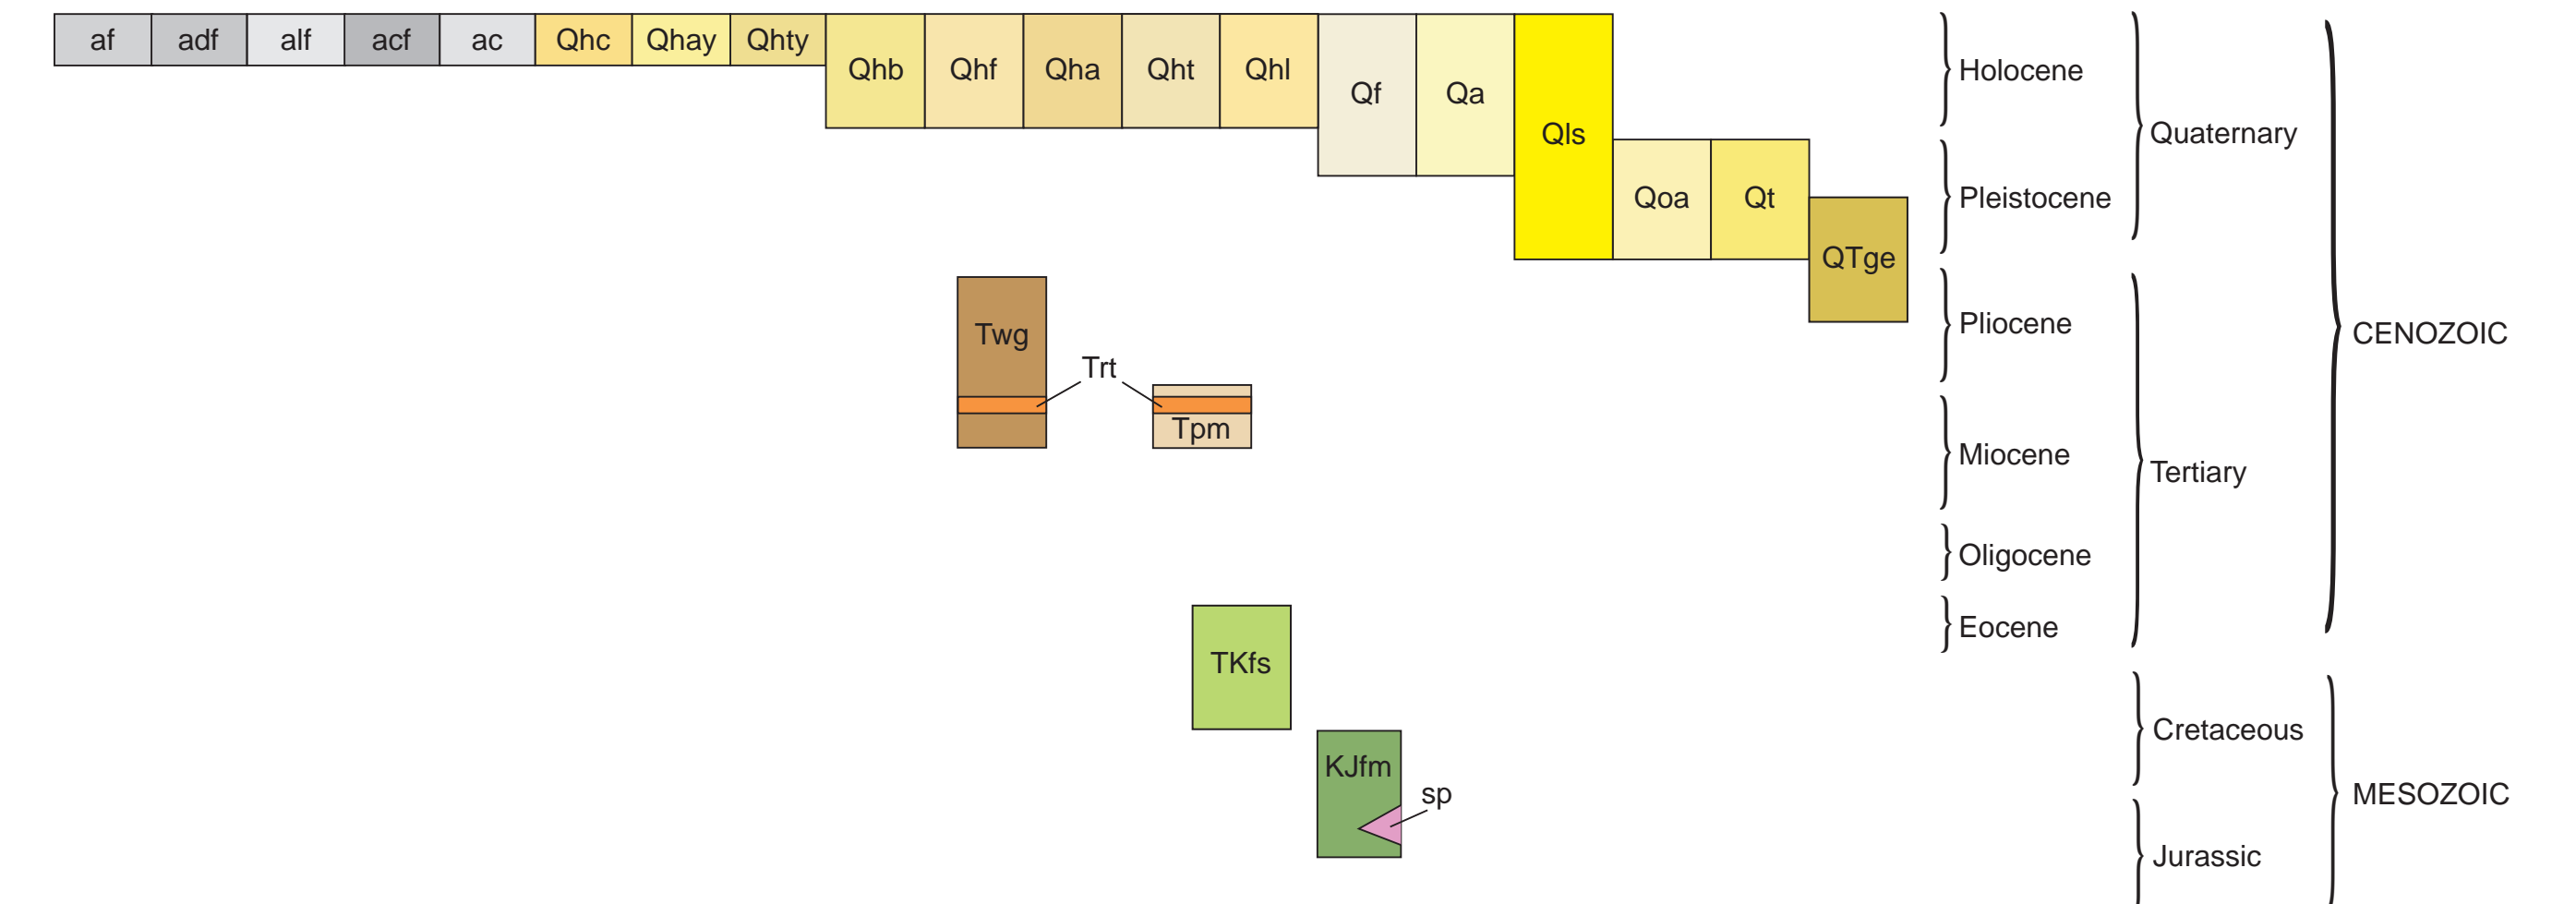 af adf alf acf ac Qhc Qhay Qhty
Qhb Qhf Qha Qht Qhl
Qf Qa
Qls
Qoa Qt
QTge
Twg
Trt
Tpm
TKfs
KJfm
sp
Holocene
Pleistocene
Pliocene
Miocene
Oligocene
Eocene
Quaternary
Tertiary
Cretaceous
Jurassic
CENOZOIC
MESOZOIC